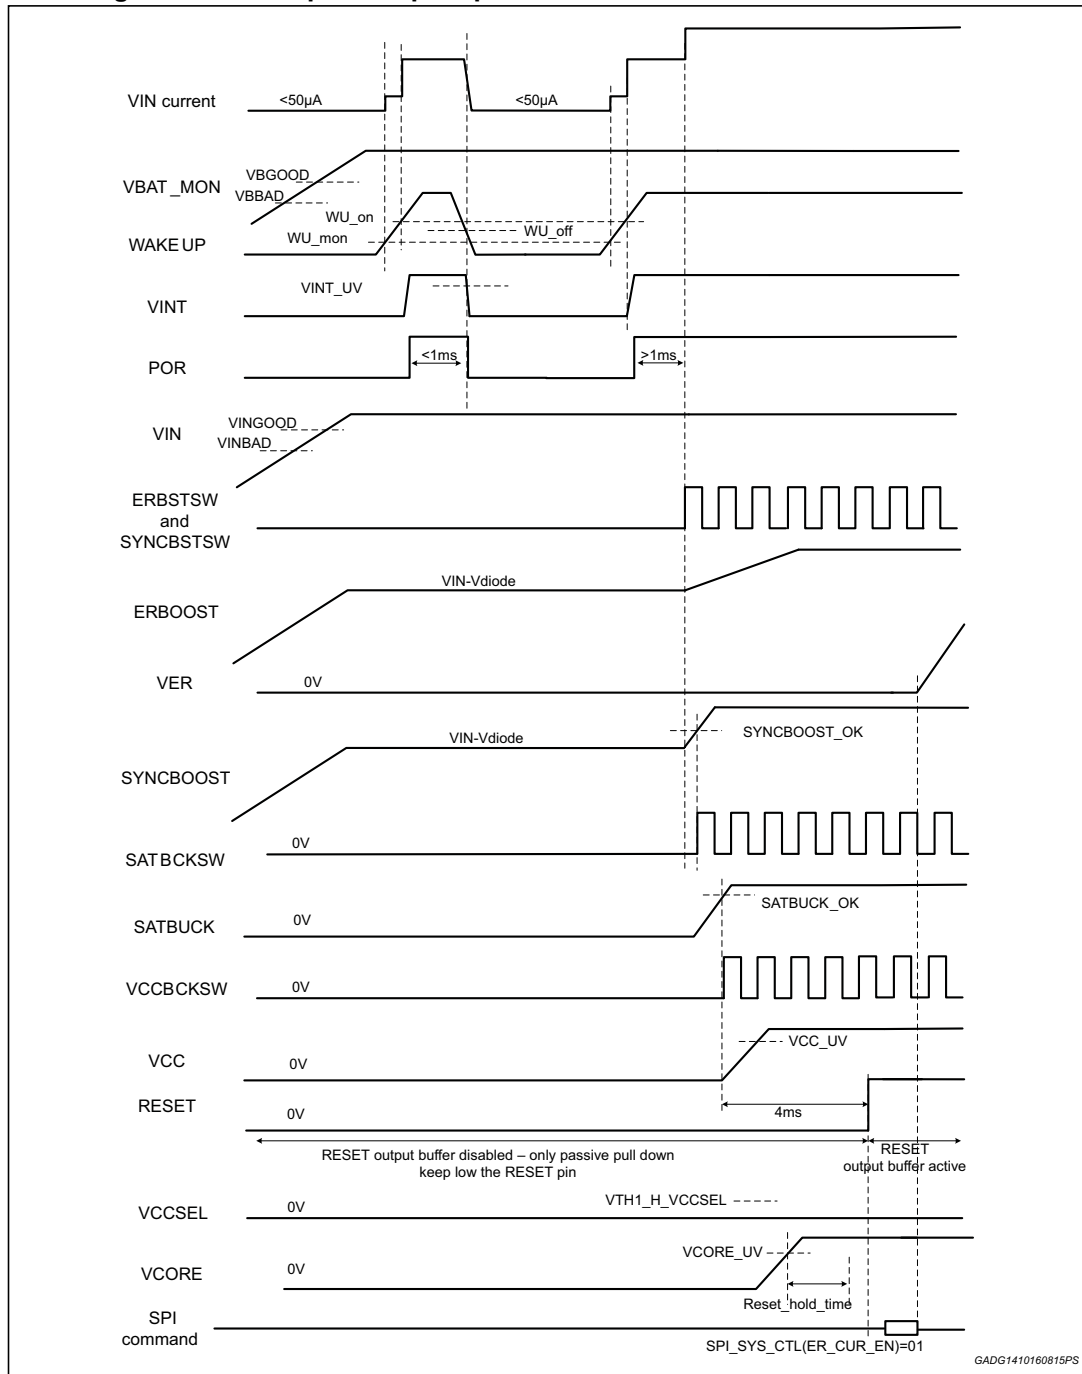 VIN current
<50µA
<50µA
VBAT_MON
VBGOOD
VBBAD
WAKEUP
WU_on
WU_mon
WU_off
VINT
VINT_UV
POR
<1ms
>1ms
VIN
VINGOOD
VINBAD
ERBSTSW
and
SYNCBSTSW
ERBOOST
VIN-Vdiode
VER
0V
SYNCBOOST
VIN-Vdiode
SYNCBOOST_OK
SATBCKSW
0V
SATBUCK
0V
SATBUCK_OK
VCCBCKSW
0V
VCC
0V
VCC_UV
RESET
0V
4ms
RESET output buffer disabled – only passive pull down
keep low the RESET pin
RESET
output buffer active
VCCSEL
0V
VTH1_H_VCCSEL
VCORE
0V
VCORE_UV
Reset_hold_time
SPI
command
SPI_SYS_CTL(ER_CUR_EN)=01
GADG1410160815PS